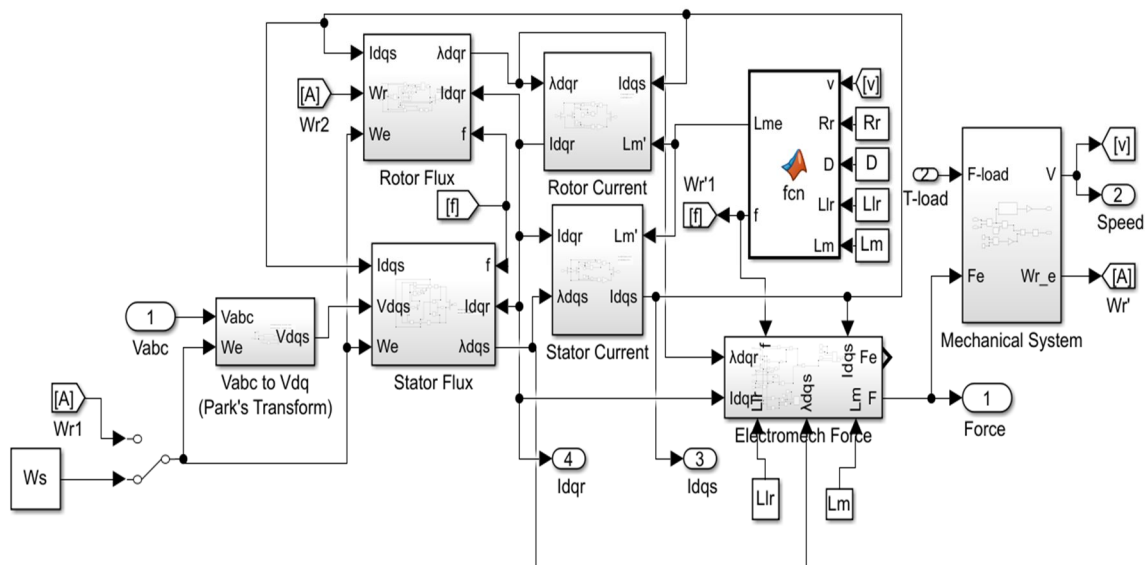 Idqs
λdqr
[A]
Wr
Idqr
Wr2
We
f
Rotor Flux
λdqr
Idqs
Idqr
Lm'
Rotor Current
[f]
v
[v]
Lme
Rr
Rr
D
D
fcn
Wr'1
[f]
f
Llr
Llr
Lm
Lm
2
T-load
F-load
V
Fe
Wr_e
Mechanical System
[v]
2
Speed
[A]
Wr'
Idqr
Lm'
λdqs
Idqs
Stator Current
Idqs
f
Vdqs
Idqr
We
λdqs
Stator Flux
1
Vabc
Vabc
We
Vdqs
Vabc to Vdq
(Park's Transform)
[A]
Wr1
Ws
f
Idqs
λdqr
Fe
Idqr
Llr
λdqs
Lm
F
Electromech Force
1
Force
4
Idqr
3
Idqs
Llr
Lm